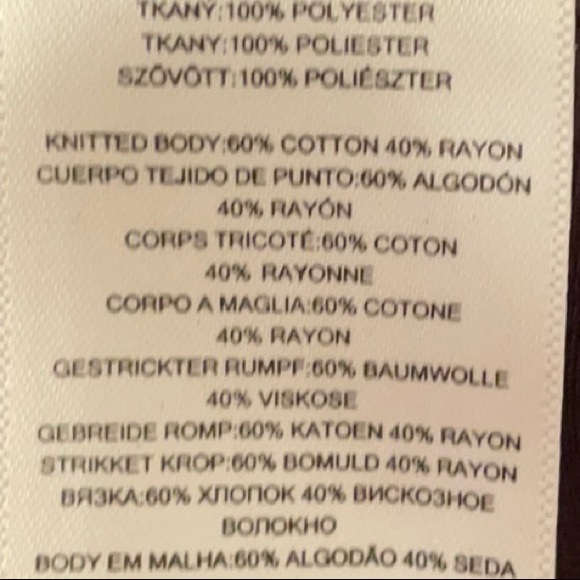 TKANY:100% POLYESTER
TKANY:100% POLIESTER
SZÖVÖTT:100% POLIÉSZTER
KNITTED BODY:60% COTTON 40% RAYON
CUERPO TEJIDO DE PUNTO:60% ALGODÓN
40% RAYÓN
CORPS TRICOTÉ:60% COTON
40% RAYONNE
CORPO A MAGLIA:60% COTONE
40% RAYON
GESTRICKTER RUMPF:60% BAUMWOLLE
40% VISKOSE
GEBREIDE ROMP:60% KATOEN 40% RAYON
STRIKKET KROP:60% BOMULD 40% RAYON
ВЯЗКА:60% ХЛОПОК 40% ВИСКОЗНОЕ
ВОЛОКНО
BODY EM MALHA:60% ALGODÃO 40% SEDA